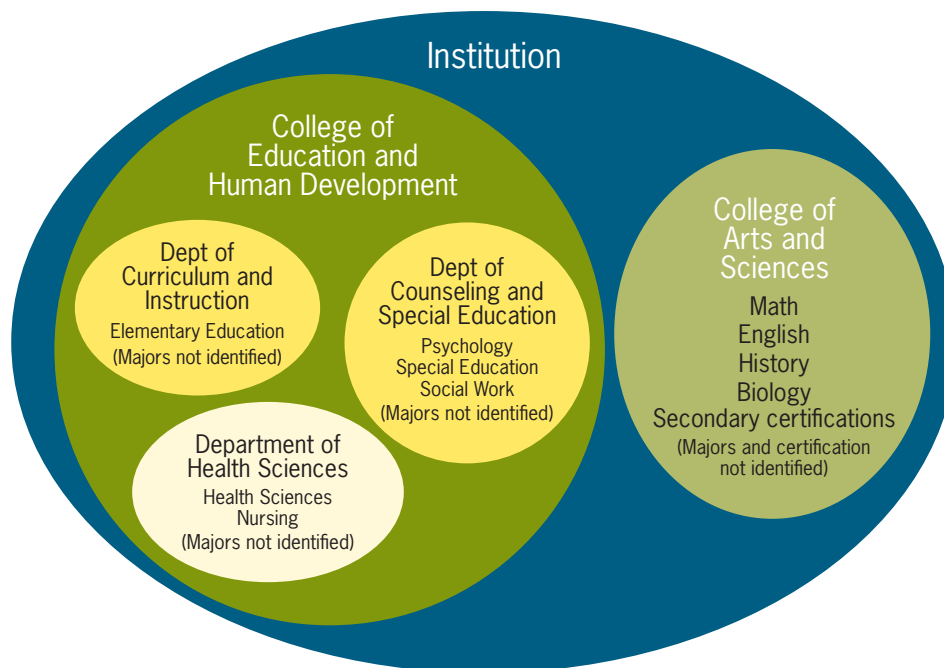 Institution
College of
Education and
Human Development
Dept of
Curriculum and
Instruction
Elementary Education
(Majors not identified)
Dept of
Counseling and
Special Education
Psychology
Special Education
Social Work
(Majors not identified)
Department of
Health Sciences
Health Sciences
Nursing
(Majors not identified)
College of
Arts and
Sciences
Math
English
History
Biology
Secondary certifications
(Majors and certification
not identified)